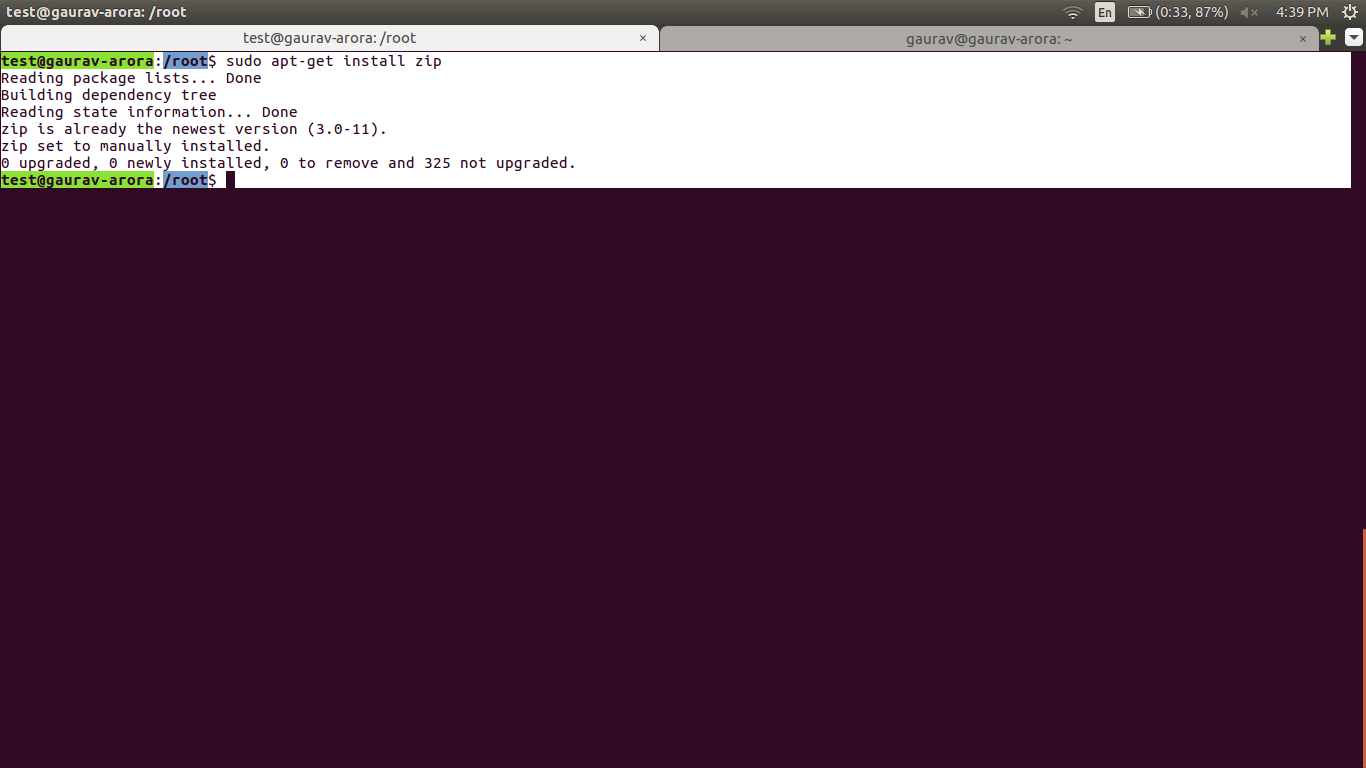 test@gaurav-arora: /root
En
(0:33, 87%)
4:39 PM
test@gaurav-arora: /root ×
gaurav@gaurav-arora: ~ ×
test@gaurav-arora:/root$ sudo apt-get install zip
Reading package lists... Done
Building dependency tree
Reading state information... Done
zip is already the newest version (3.0-11).
zip set to manually installed.
0 upgraded, 0 newly installed, 0 to remove and 325 not upgraded.
test@gaurav-arora:/root$